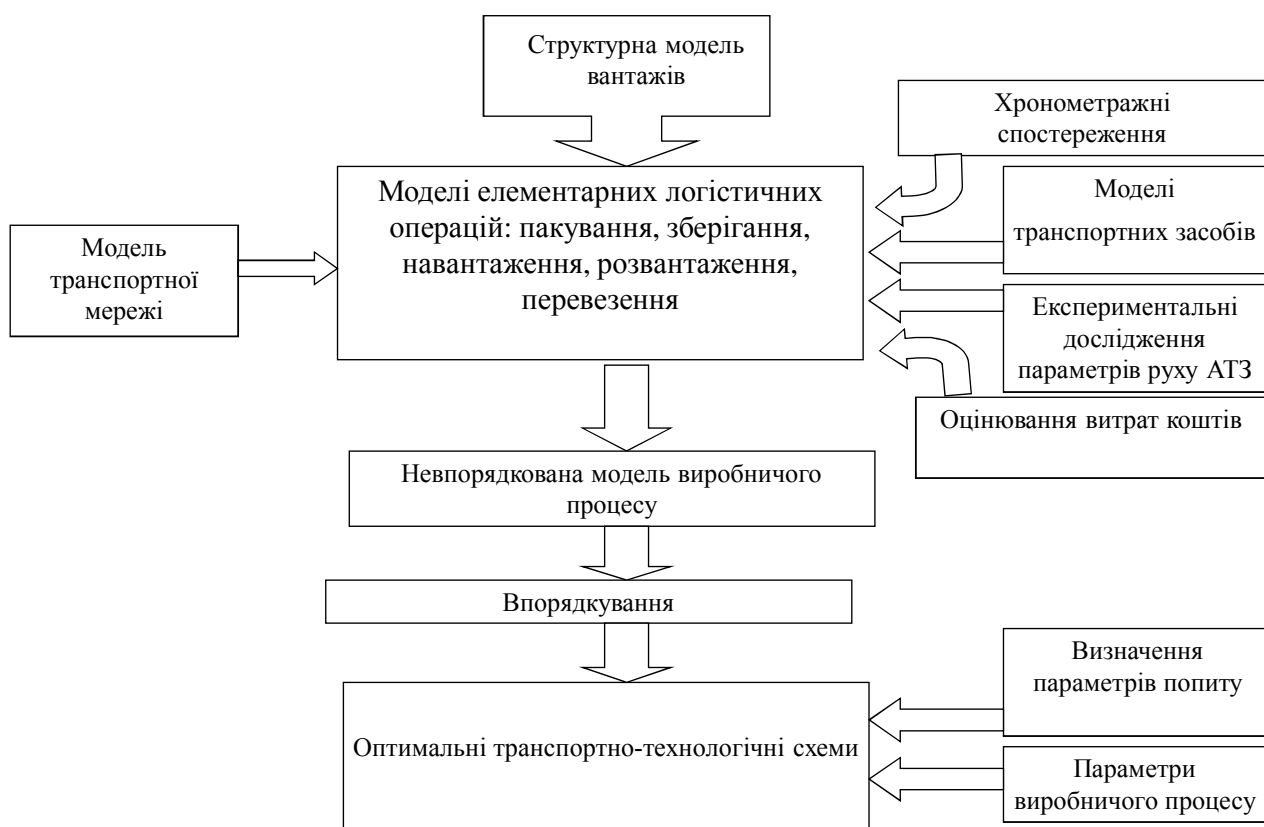 Структурна модель
вантажів
Хронометражні
спостереження
Моделі елементарних логістичних
операцій: пакування, зберігання,
навантаження, розвантаження,
перевезення
Моделі
транспортних засобів
Модель
транспортної
мережі
Експериментальні
дослідження
параметрів руху АТЗ
Оцінювання витрат коштів
Невпорядкована модель виробничого
процесу
Впорядкування
Визначення
параметрів попиту
Оптимальні транспортно-технологічні схеми
Параметри
виробничого процесу